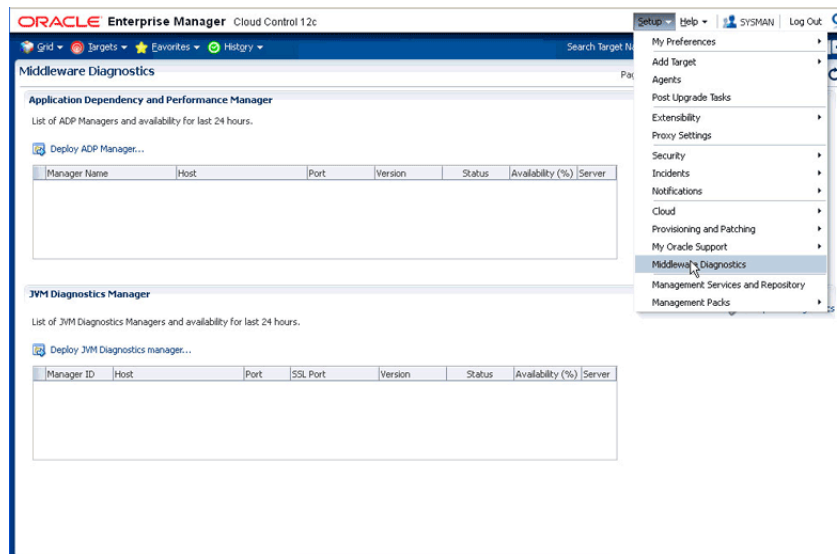 ORACLE Enterprise Manager Cloud Control 12c
Setup Help SYSMAN Log Out
Grid Targets Favorites History Search Target Na
Middleware Diagnostics
Application Dependency and Performance Manager
List of ADP Managers and availability for last 24 hours.
Deploy ADP Manager...
Manager Name Host Port Version Status Availability (%) Server
JVM Diagnostics Manager
List of JVM Diagnostics Managers and availability for last 24 hours.
Deploy JVM Diagnostics manager...
Manager ID Host Port SSL Port Version Status Availability (%) Server
My Preferences
Add Target
Agents
Post Upgrade Tasks
Extensibility
Proxy Settings
Security
Incidents
Notifications
Cloud
Provisioning and Patching
My Oracle Support
Middleware Diagnostics
Management Services and Repository
Management Packs